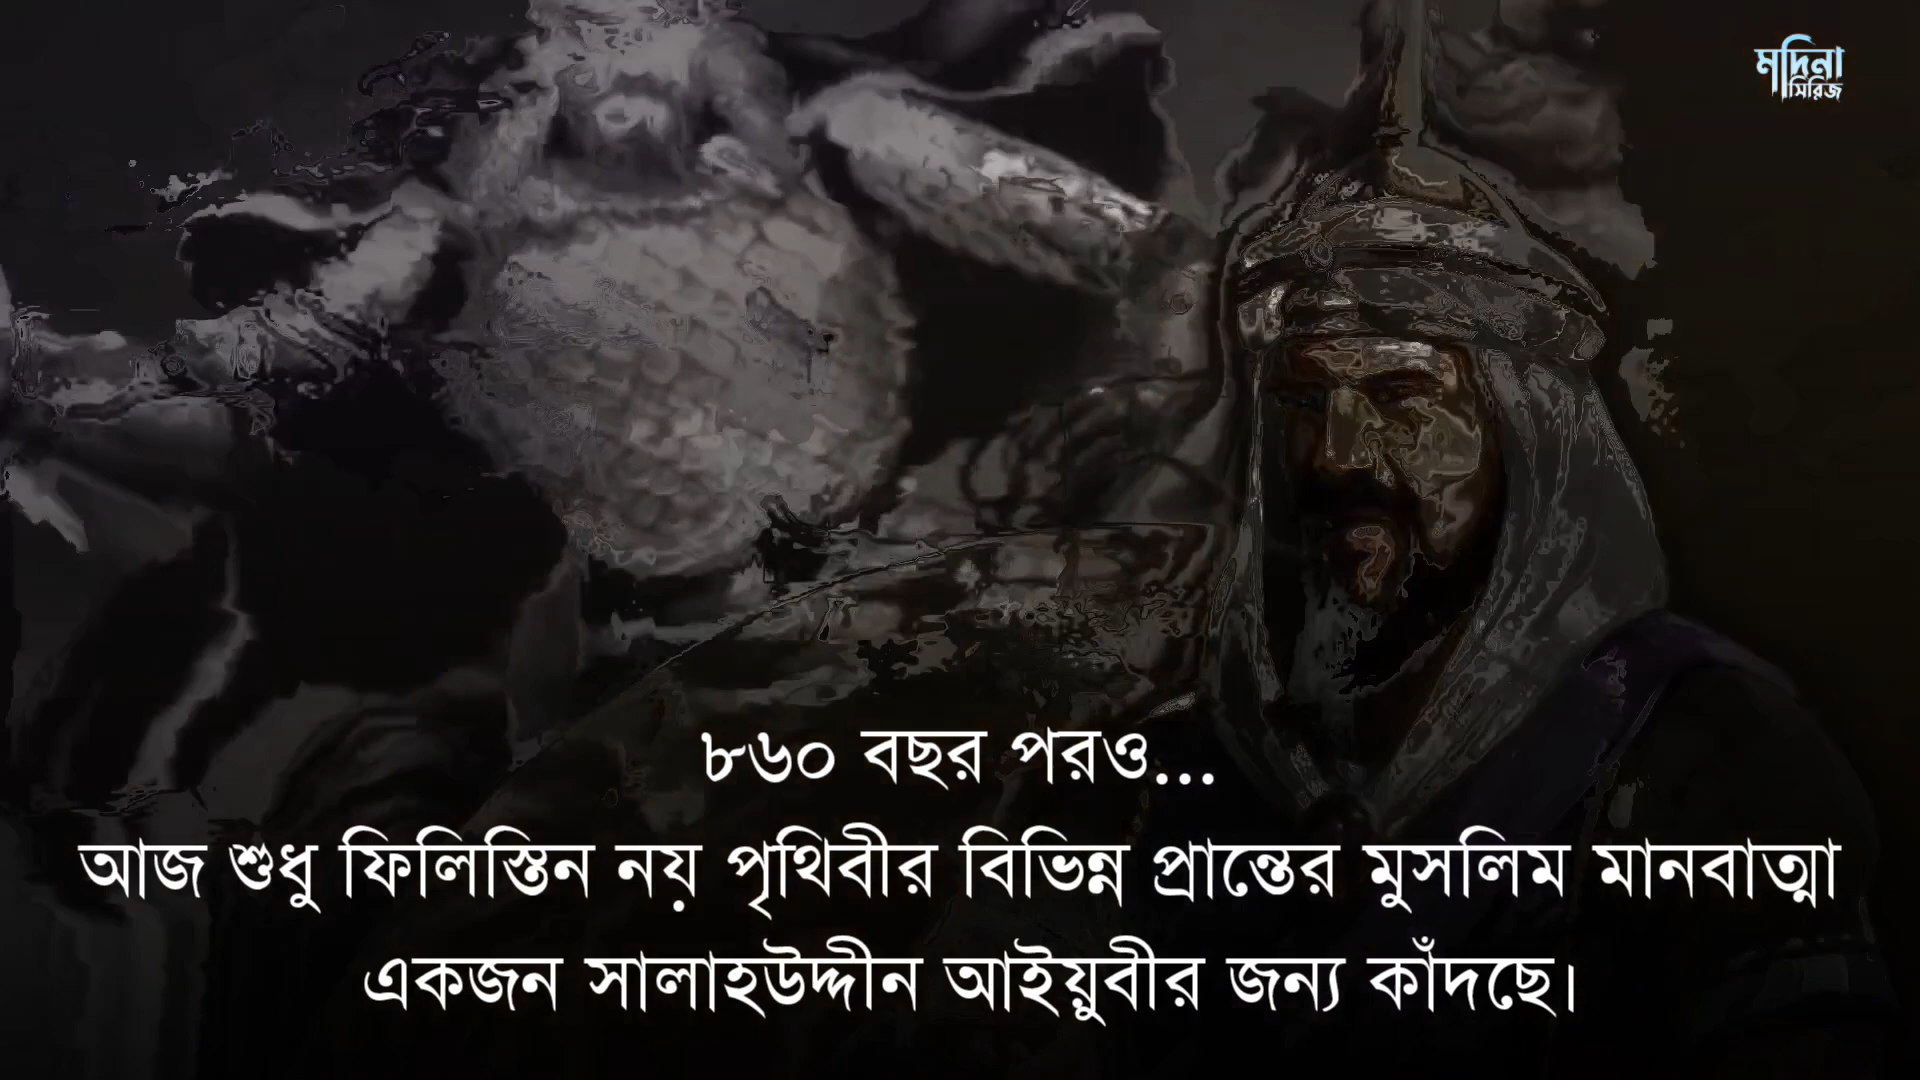 মদিনা
সিরিজ
৮৬০ বছর পরও...
আজ শুধু ফিলিস্তিন নয় পৃথিবীর বিভিন্ন প্রান্তের মুসলিম মানবাত্মা
একজন সালাহউদ্দীন আইয়ুবীর জন্য কাঁদছে।